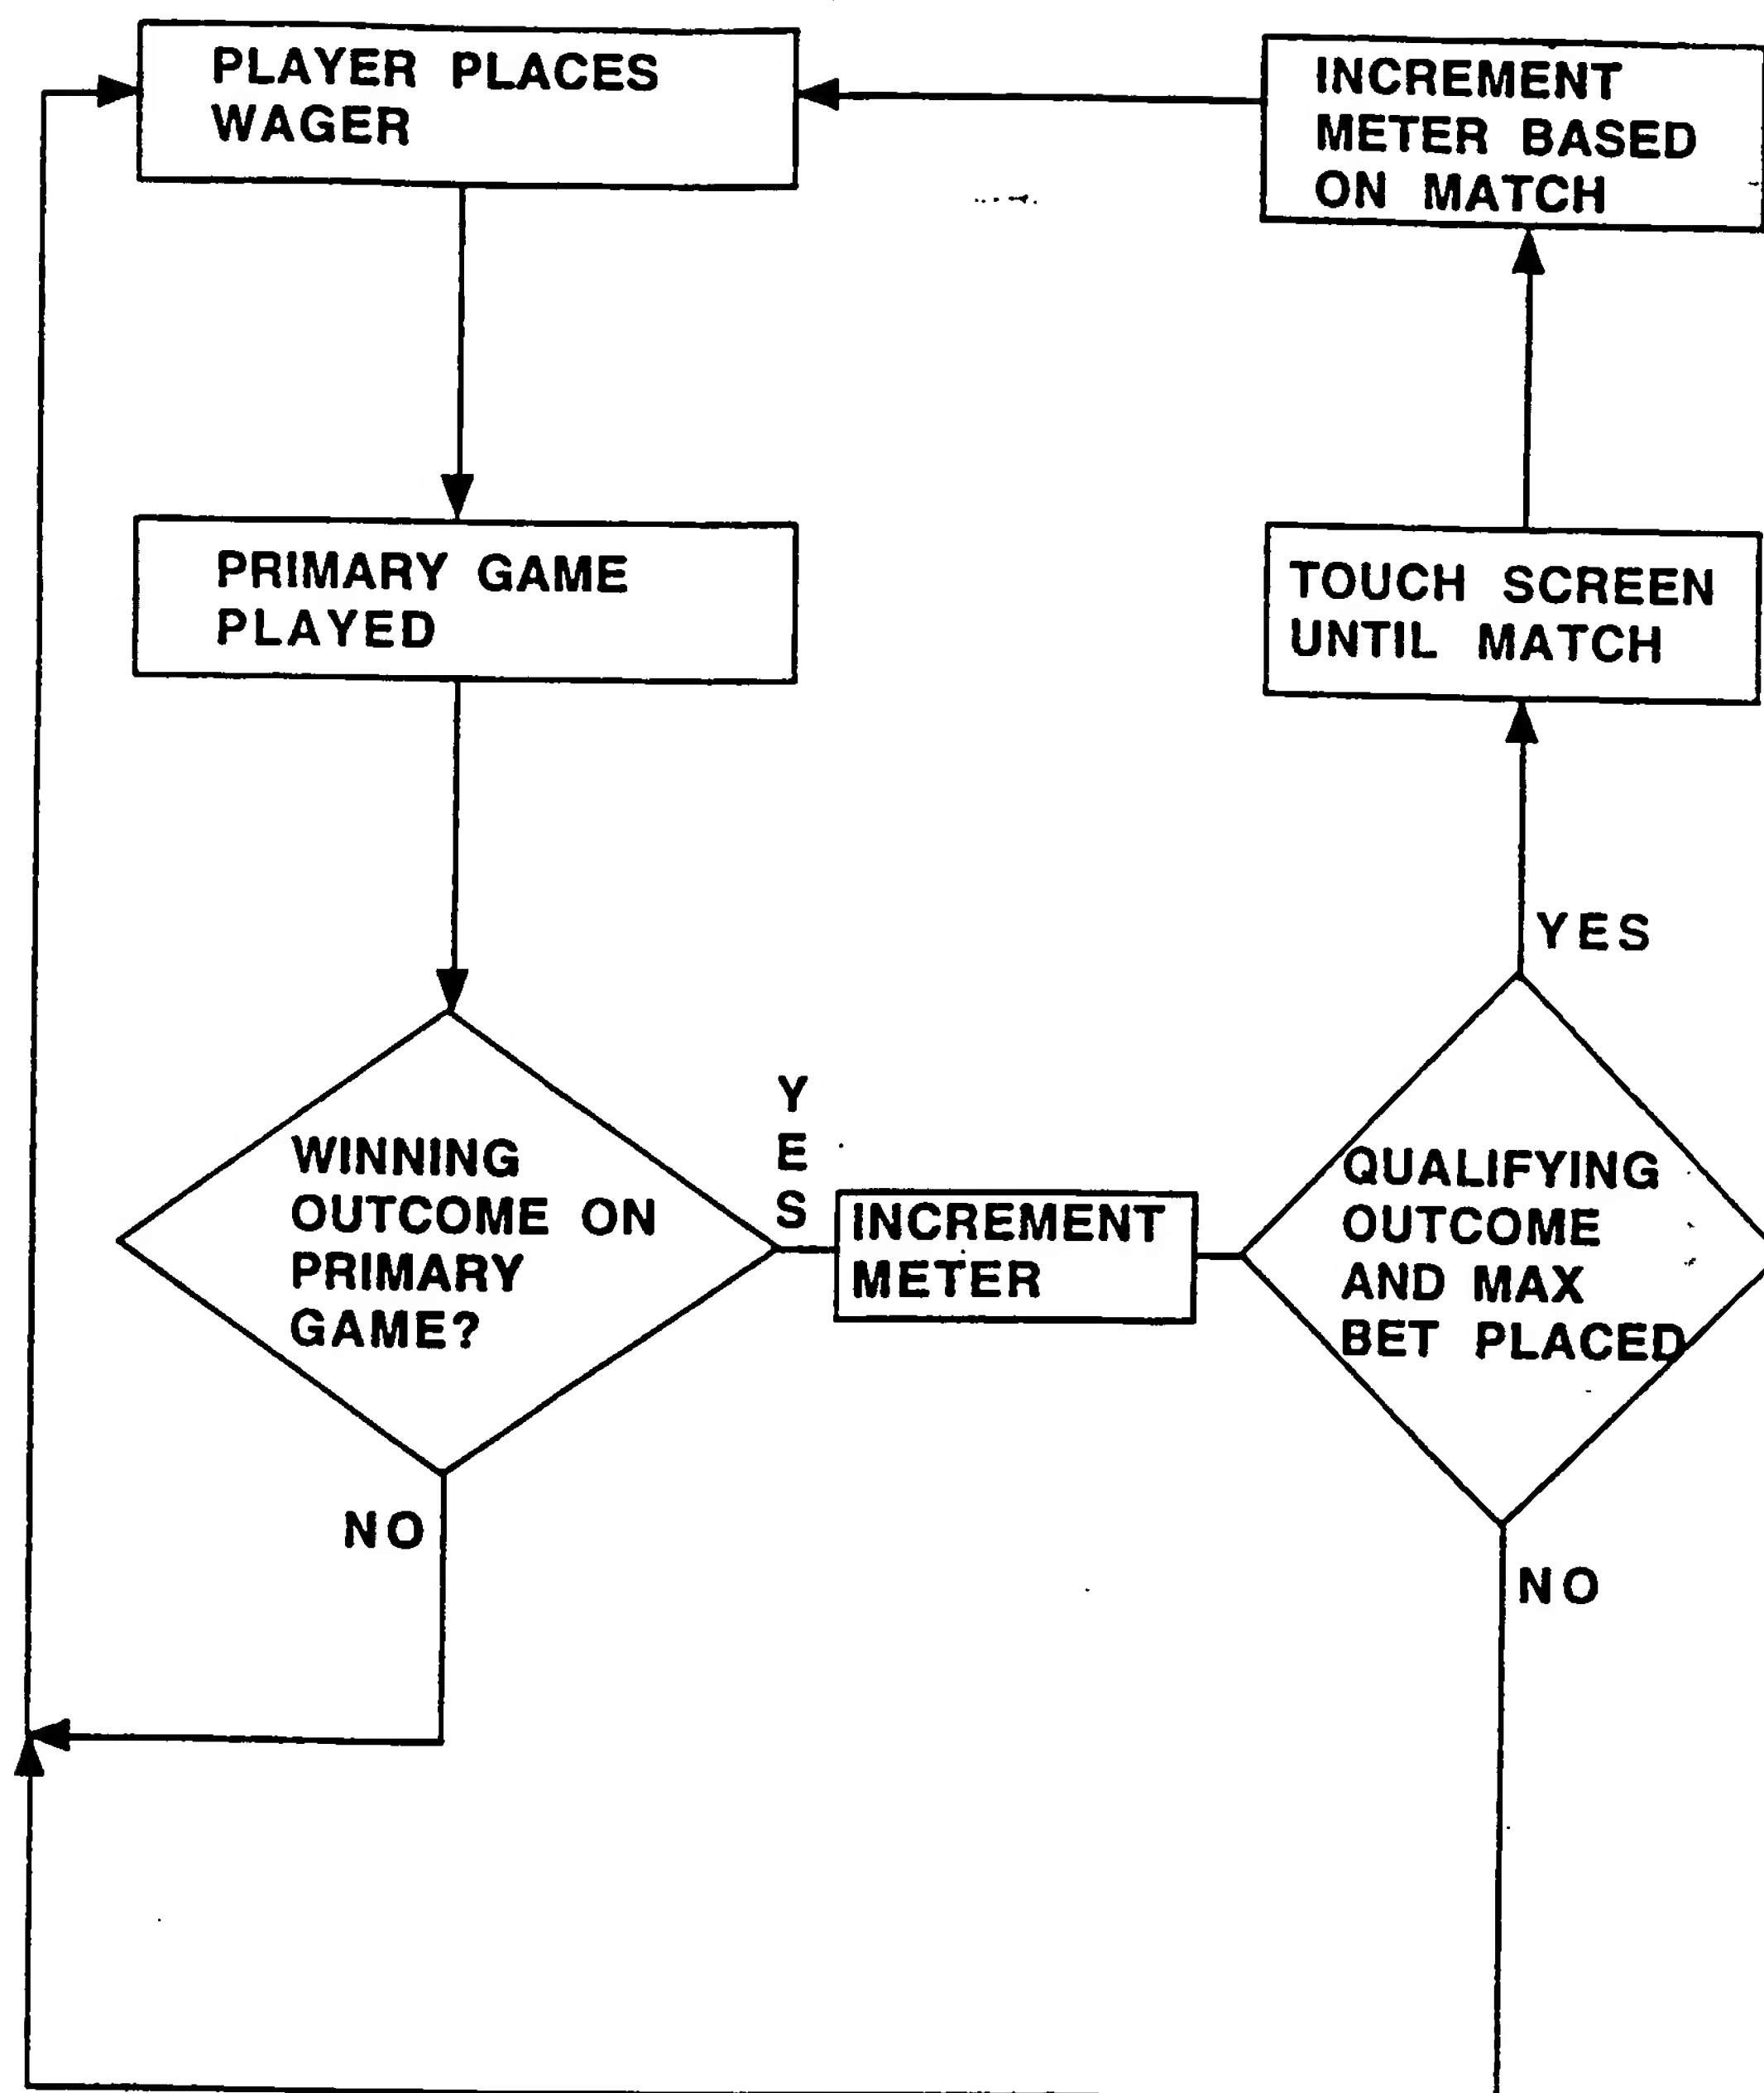 PLAYER PLACES
WAGER
INCREMENT
METER BASED
ON MATCH
PRIMARY GAME
PLAYED
TOUCH SCREEN
UNTIL MATCH
YES
WINNING
OUTCOME ON
PRIMARY
GAME?
YES
INCREMENT
METER
QUALIFYING
OUTCOME
AND MAX
BET PLACED
NO
NO